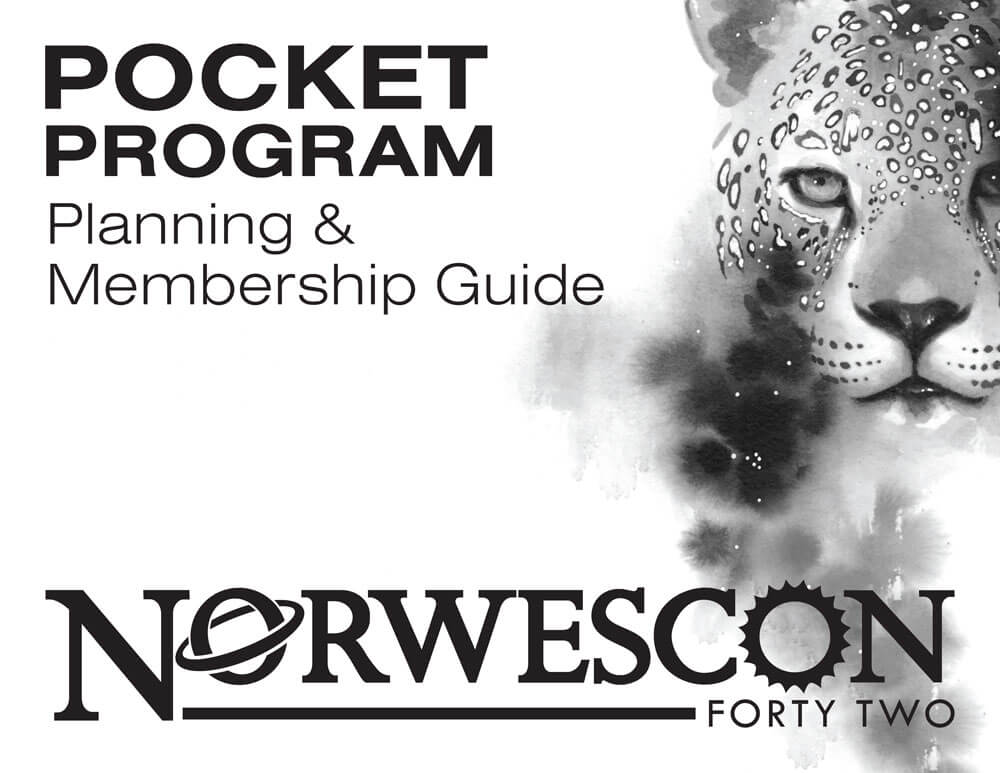 POCKET
PROGRAM
Planning &
Membership Guide
NORWESCON
FORTY TWO